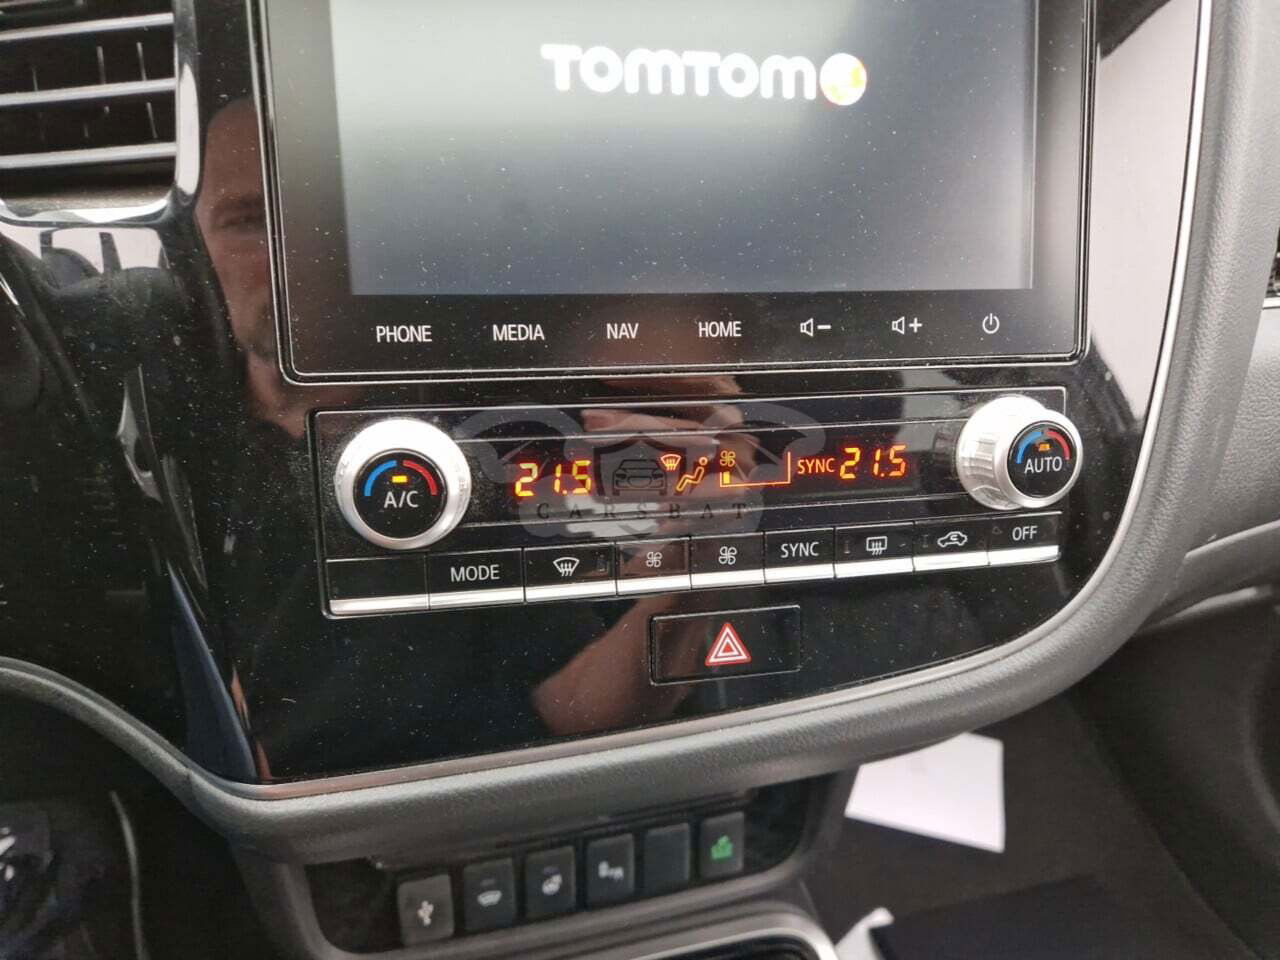 TOMTOM
PHONE MEDIA NAV HOME
A/C 21.5 SYNC 21.5 AUTO
CARSBAT
MODE SYNC OFF